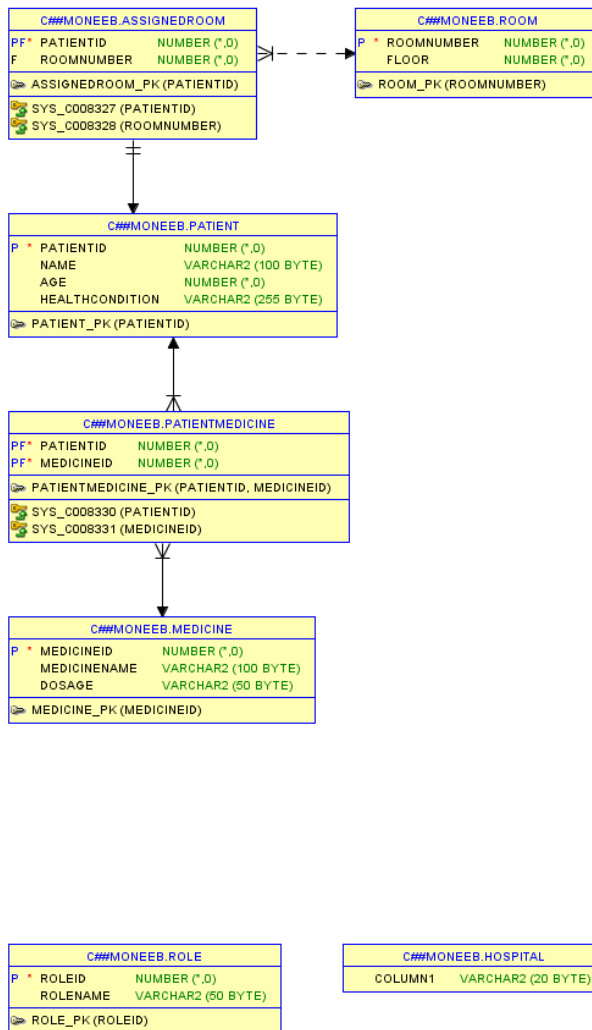 C##MONEEB.ASSIGNEDROOM
PF* PATIENTID NUMBER (*,0)
F ROOMNUMBER NUMBER (*,0)
ASSIGNEDROOM_PK (PATIENTID)
SYS_C008327 (PATIENTID)
SYS_C008328 (ROOMNUMBER)
C##MONEEB.ROOM
P * ROOMNUMBER NUMBER (*,0)
FLOOR NUMBER (*,0)
ROOM_PK (ROOMNUMBER)
C##MONEEB.PATIENT
P * PATIENTID NUMBER (*,0)
NAME VARCHAR2 (100 BYTE)
AGE NUMBER (*,0)
HEALTHCONDITION VARCHAR2 (255 BYTE)
PATIENT_PK (PATIENTID)
C##MONEEB.PATIENTMEDICINE
PF* PATIENTID NUMBER (*,0)
PF* MEDICINEID NUMBER (*,0)
PATIENTMEDICINE_PK (PATIENTID, MEDICINEID)
SYS_C008330 (PATIENTID)
SYS_C008331 (MEDICINEID)
C##MONEEB.MEDICINE
P * MEDICINEID NUMBER (*,0)
MEDICINENAME VARCHAR2 (100 BYTE)
DOSAGE VARCHAR2 (50 BYTE)
MEDICINE_PK (MEDICINEID)
C##MONEEB.ROLE
P * ROLEID NUMBER (*,0)
ROLENAME VARCHAR2 (50 BYTE)
ROLE_PK (ROLEID)
C##MONEEB.HOSPITAL
COLUMN1 VARCHAR2 (20 BYTE)